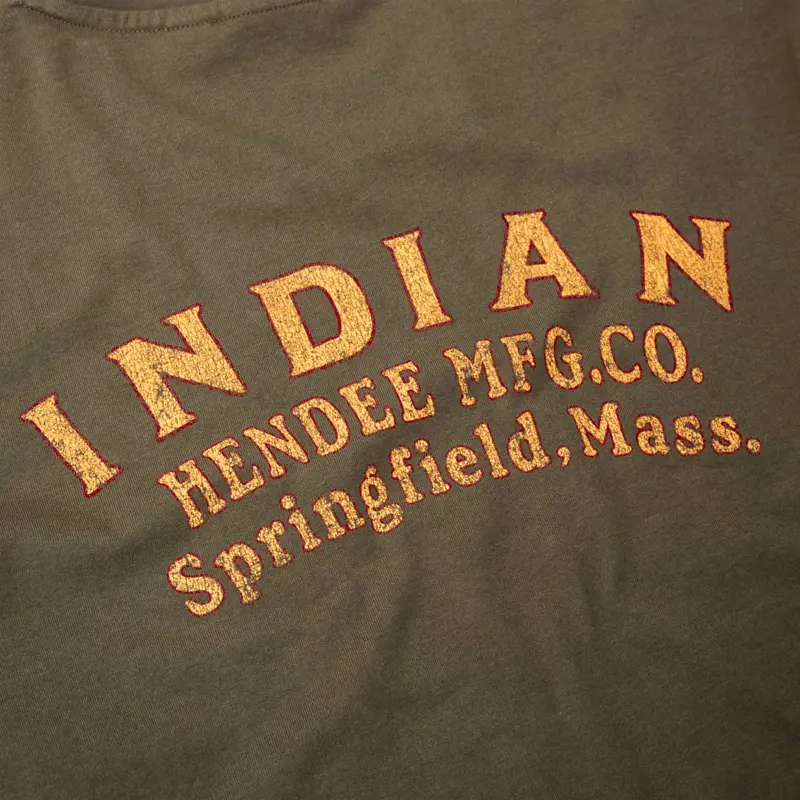 INDIAN
HENDEE MFG.CO.
Springfield, Mass.